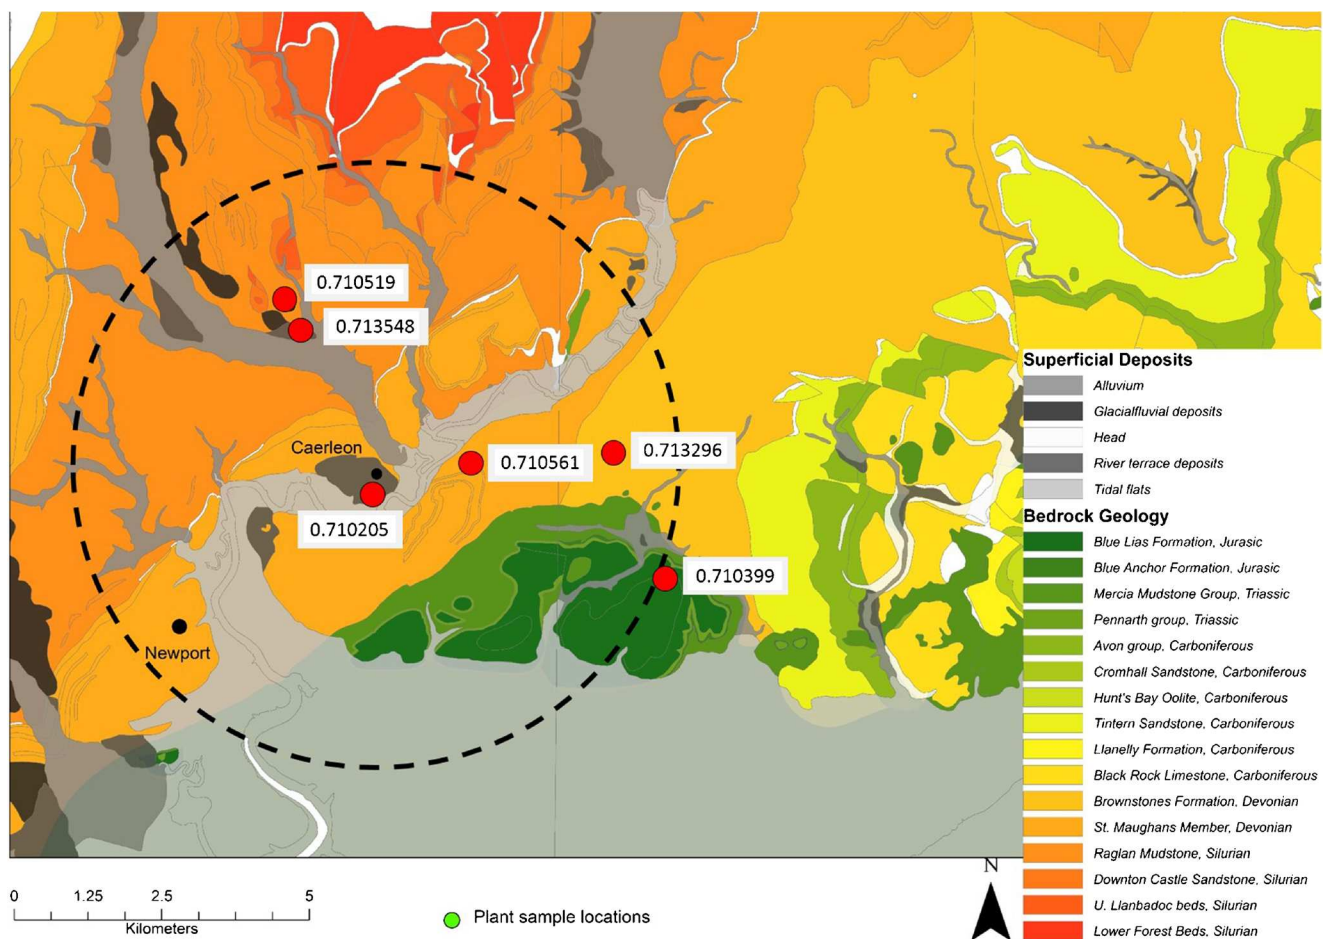 0.710519
0.713548
Caerleon
0.710561
0.713296
0.710205
0.710399
Newport
Superficial Deposits
Alluvium
Glacialfluvial deposits
Head
River terrace deposits
Tidal flats
Bedrock Geology
Blue Lias Formation, Jurassic
Blue Anchor Formation, Jurasic
Mercia Mudstone Group, Triassic
Pennarth group, Triassic
Avon group, Carboniferous
Cromhall Sandstone, Carboniferous
Hunt's Bay Oolite, Carboniferous
Tintern Sandstone, Carboniferous
Llanelly Formation, Carboniferous
Black Rock Limestone, Carboniferous
Brownstones Formation, Devonian
St. Maughans Member, Devonian
Raglan Mudstone, Silurian
Downton Castle Sandstone, Silurian
U. Llanbadoc beds, Silurian
Lower Forest Beds, Silurian
0 1.25 2.5 5
Kilometers
Plant sample locations
N